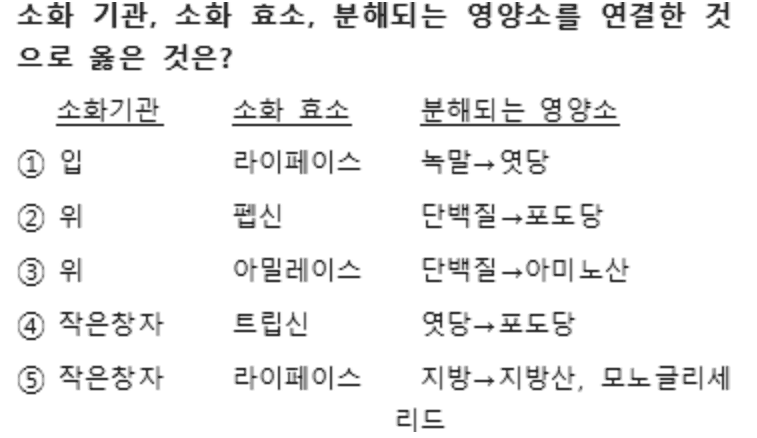 소화 기관, 소화 효소, 분해되는 영양소를 연결한 것
으로 옳은 것은?
소화기관 소화 효소 분해되는 영양소
① 입 라이페이스 녹말→엿당
② 위 펩신 단백질→포도당
③ 위 아밀레이스 단백질→아미노산
④ 작은창자 트립신 엿당→포도당
⑤ 작은창자 라이페이스 지방→지방산, 모노글리세
리드